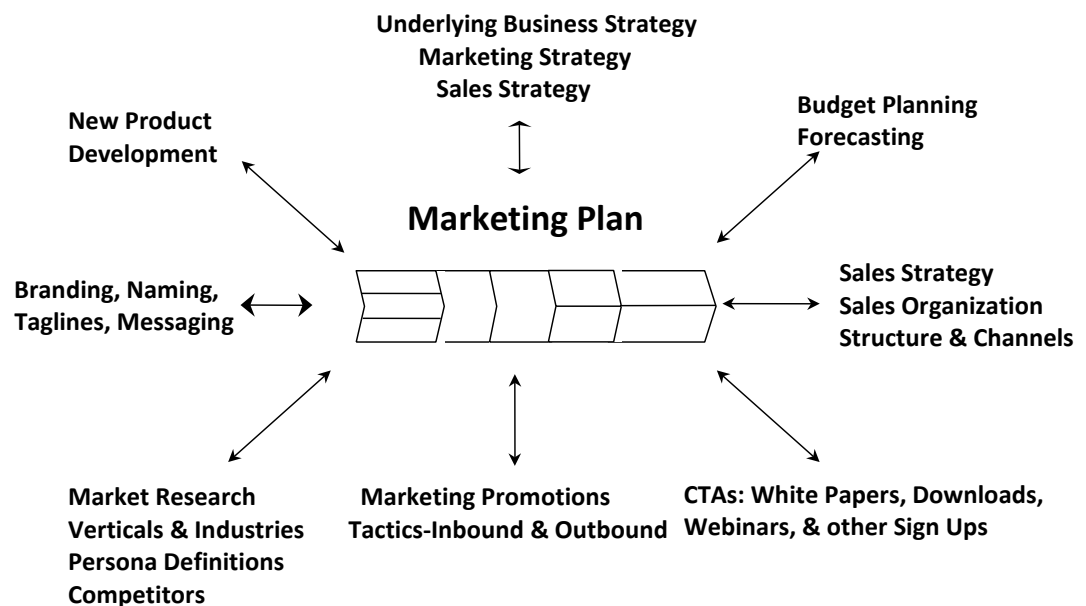 Underlying Business Strategy
Marketing Strategy
Sales Strategy
New Product
Development
Budget Planning
Forecasting
Marketing Plan
Branding, Naming,
Taglines, Messaging
Sales Strategy
Sales Organization
Structure & Channels
Market Research
Verticals & Industries
Persona Definitions
Competitors
Marketing Promotions
Tactics-Inbound & Outbound
CTAs: White Papers, Downloads,
Webinars, & other Sign Ups